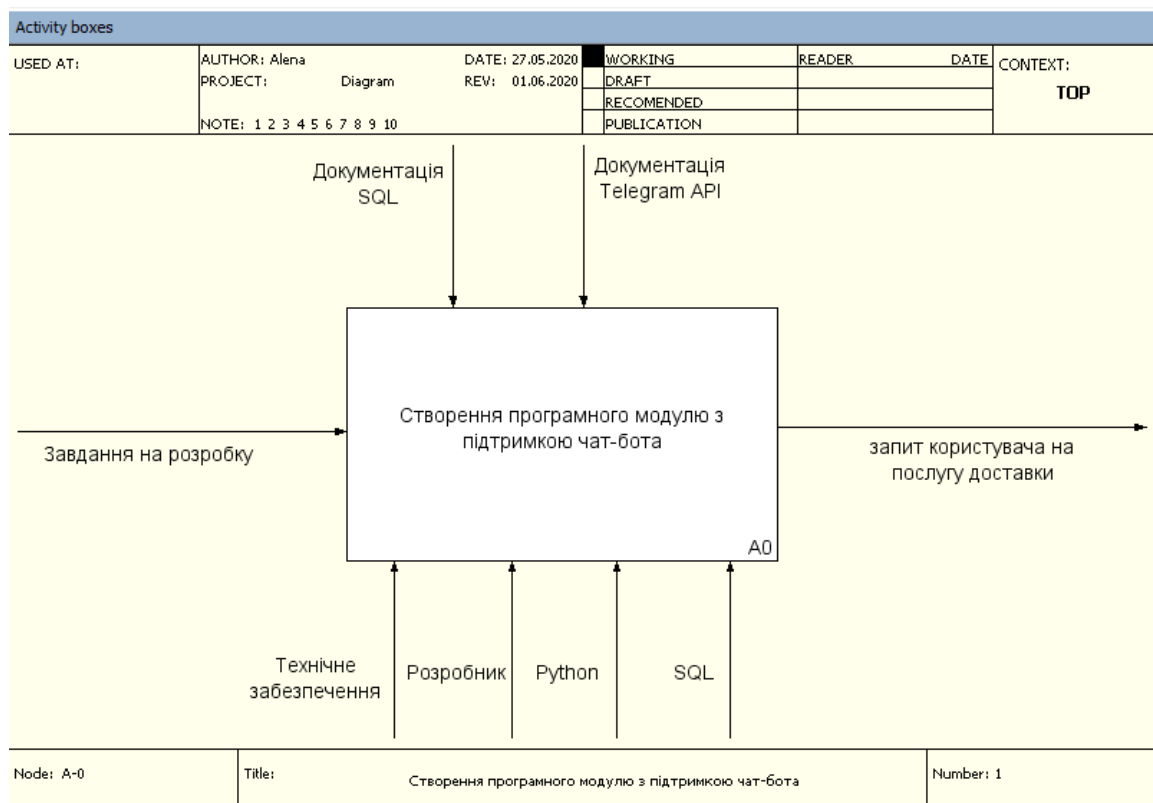 Activity boxes
USED AT:
AUTHOR: Alena DATE: 27.05.2020
PROJECT: Diagram REV: 01.06.2020
NOTE: 1 2 3 4 5 6 7 8 9 10
WORKING
DRAFT
RECOMENDED
PUBLICATION
READER DATE
CONTEXT:
TOP
Документація
SQL
Документація
Telegram API
Створення програмного модулю з
підтримкою чат-бота
A0
Завдання на розробку
запит користувача на
послугу доставки
Технічне
забезпечення
Розробник
Python
SQL
Node: A-0
Title:
Створення програмного модулю з підтримкою чат-бота
Number: 1